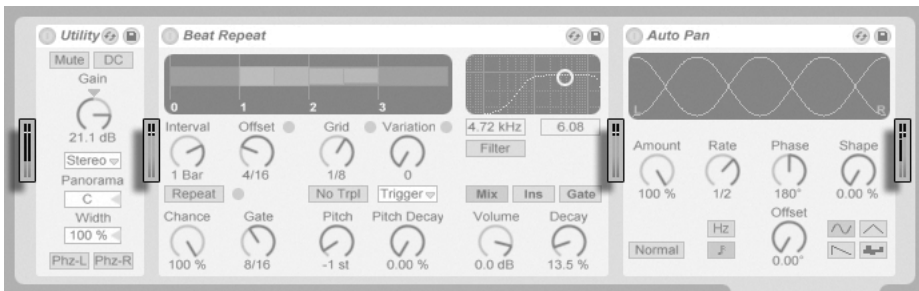 Utility
Mute DC
Gain
21.1 dB
Stereo
Panorama
C
Width
100 %
Phz-L Phz-R
Beat Repeat
0 1 2 3
Interval Offset Grid Variation
1 Bar 4/16 1/8 0
Repeat No Trpl Trigger
Chance Gate Pitch Pitch Decay
100 % 8/16 -1 st 0.00 %
4.72 kHz 6.08
Filter
Mix Ins Gate
Volume Decay
0.0 dB 13.5 %
Auto Pan
L R
Amount Rate Phase Shape
100 % 1/2 180° 0.00 %
Offset
Hz
Normal
0.00°